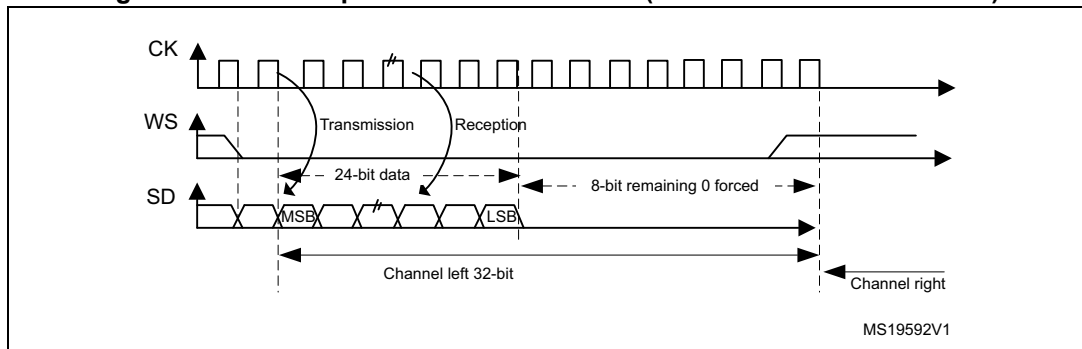 CK
WS
Transmission
Reception
24-bit data
8-bit remaining 0 forced
SD
MSB
LSB
Channel left 32-bit
Channel right
MS19592V1